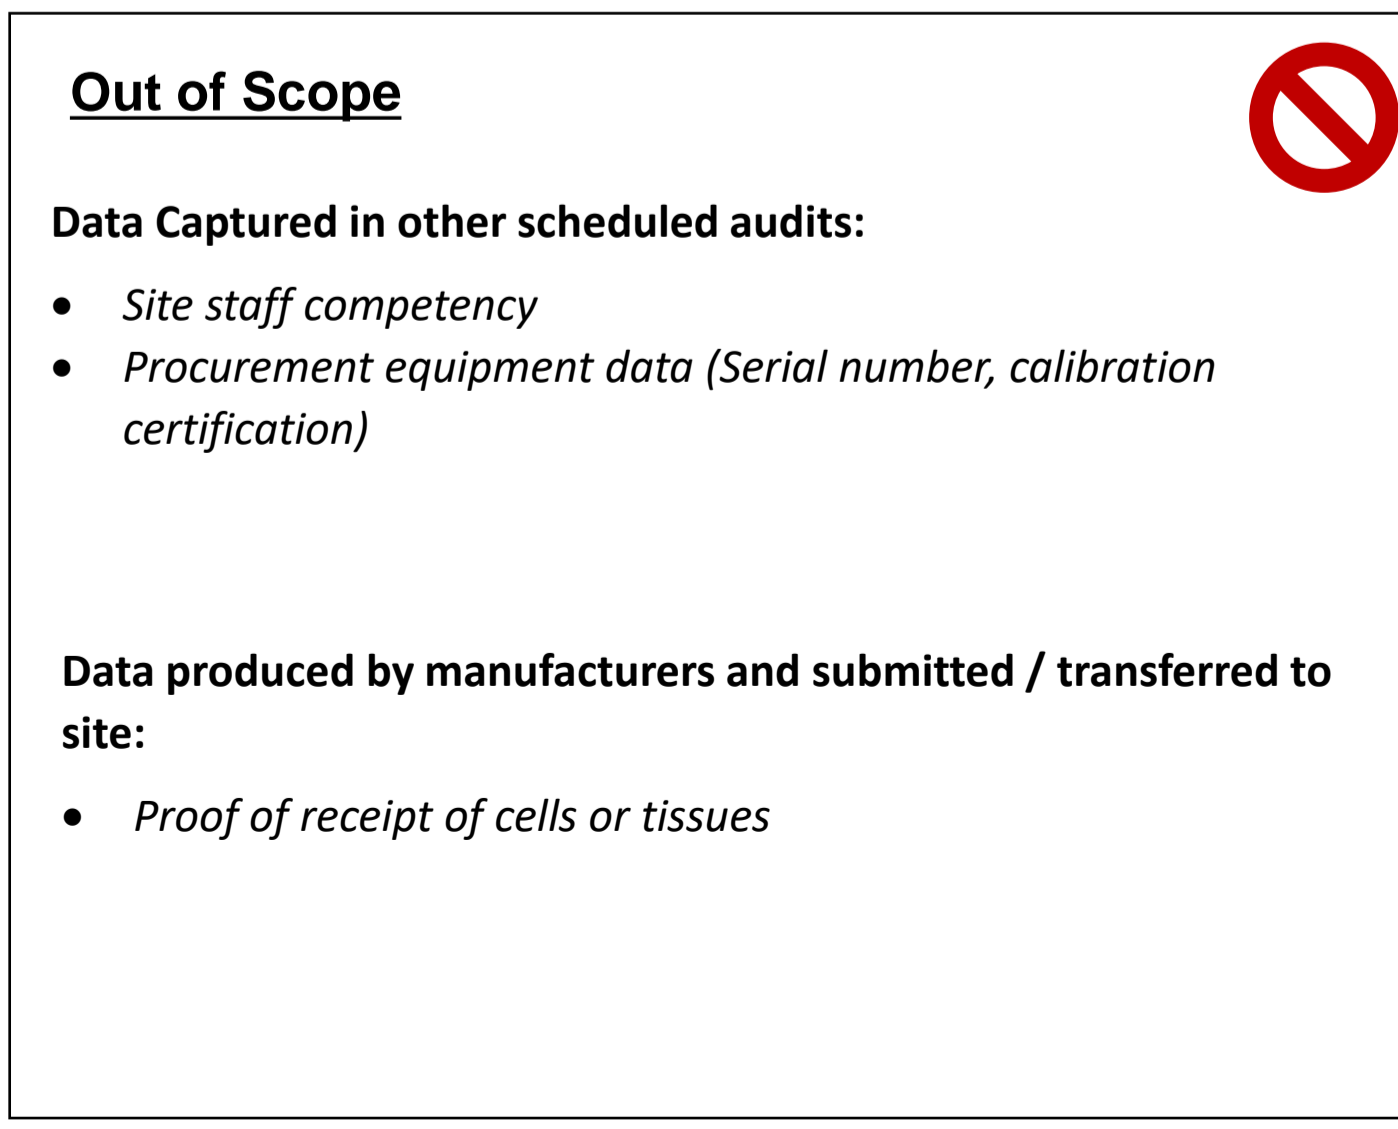 Out of Scope
Data Captured in other scheduled audits:
• Site staff competency
• Procurement equipment data (Serial number, calibration
certification)
Data produced by manufacturers and submitted / transferred to
site:
• Proof of receipt of cells or tissues